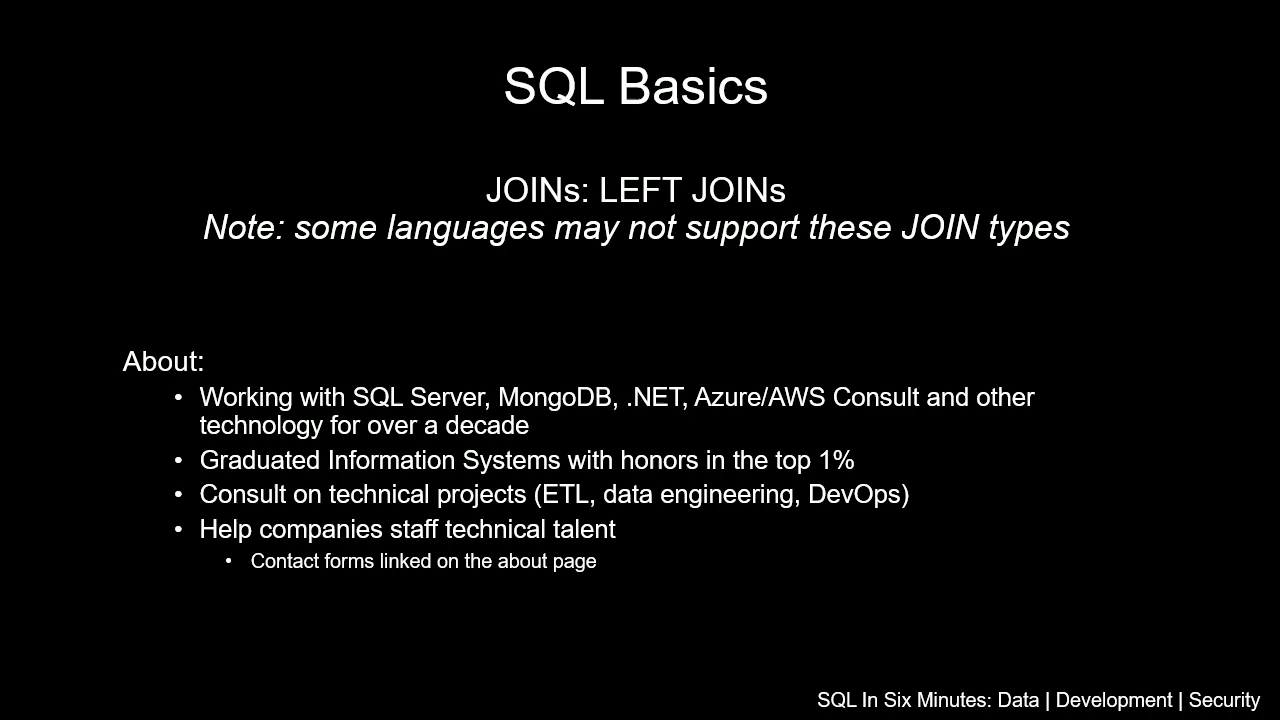 SQL Basics
JOINs: LEFT JOINs
Note: some languages may not support these JOIN types
About:
• Working with SQL Server, MongoDB, .NET, Azure/AWS Consult and other
technology for over a decade
• Graduated Information Systems with honors in the top 1%
• Consult on technical projects (ETL, data engineering, DevOps)
• Help companies staff technical talent
• Contact forms linked on the about page
SQL In Six Minutes: Data | Development | Security